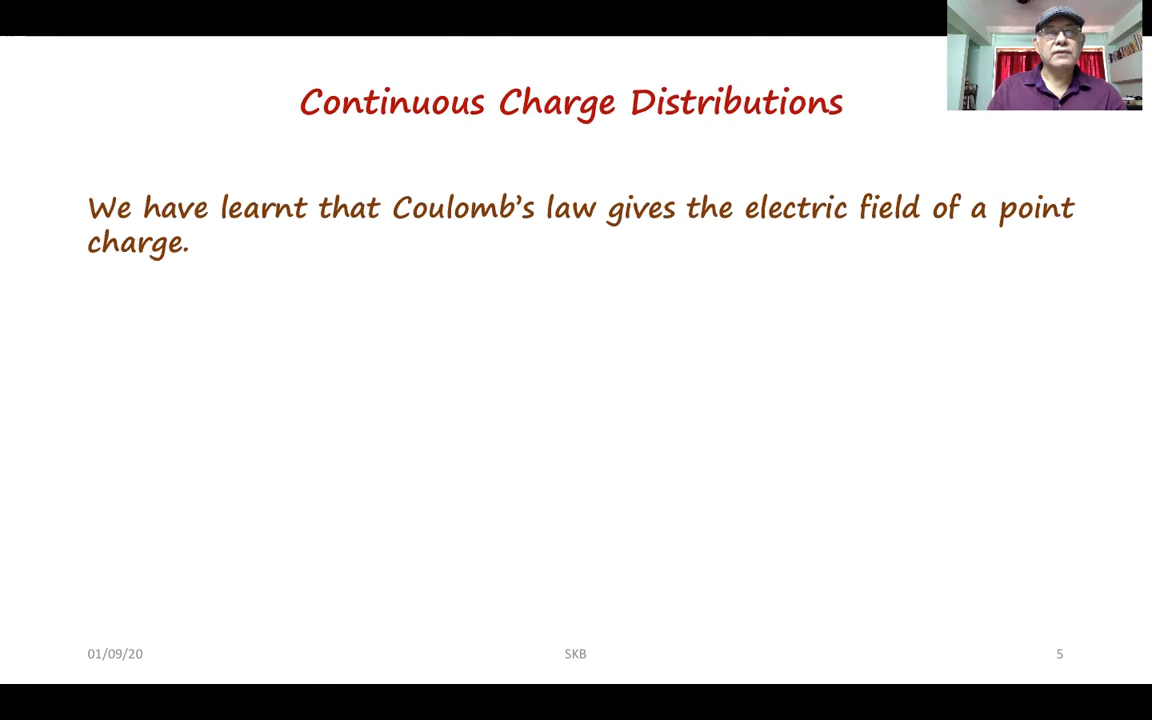 Continuous Charge Distributions
We have learnt that Coulomb’s law gives the electric field of a point
charge.
01/09/20 SKB 5